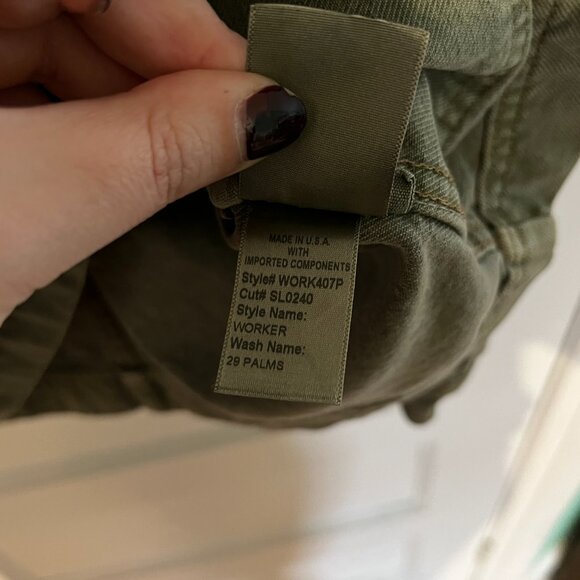 MADE IN U.S.A.
WITH
IMPORTED COMPONENTS
Style# WORK407P
Cut# SL0240
Style Name:
WORKER
Wash Name:
29 PALMS